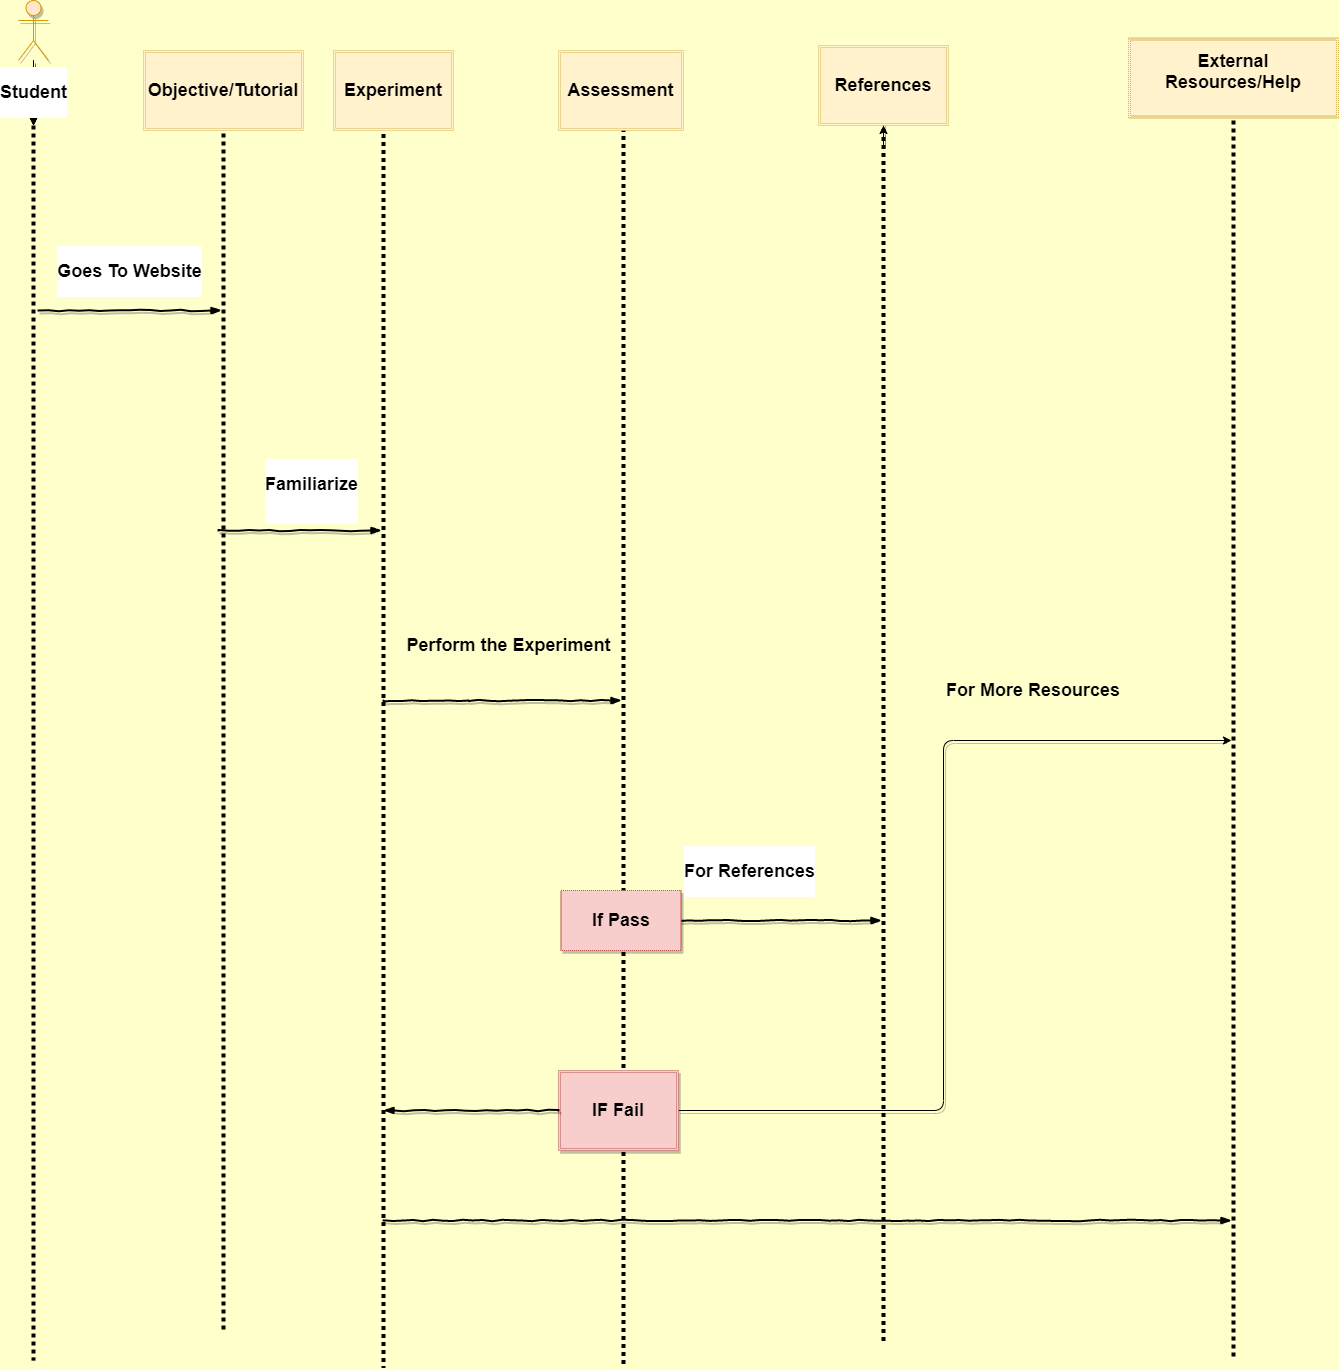 Student
Objective/Tutorial
Experiment
Assessment
References
External
Resources/Help
Goes To Website
Familiarize
Perform the Experiment
For More Resources
For References
If Pass
IF Fail